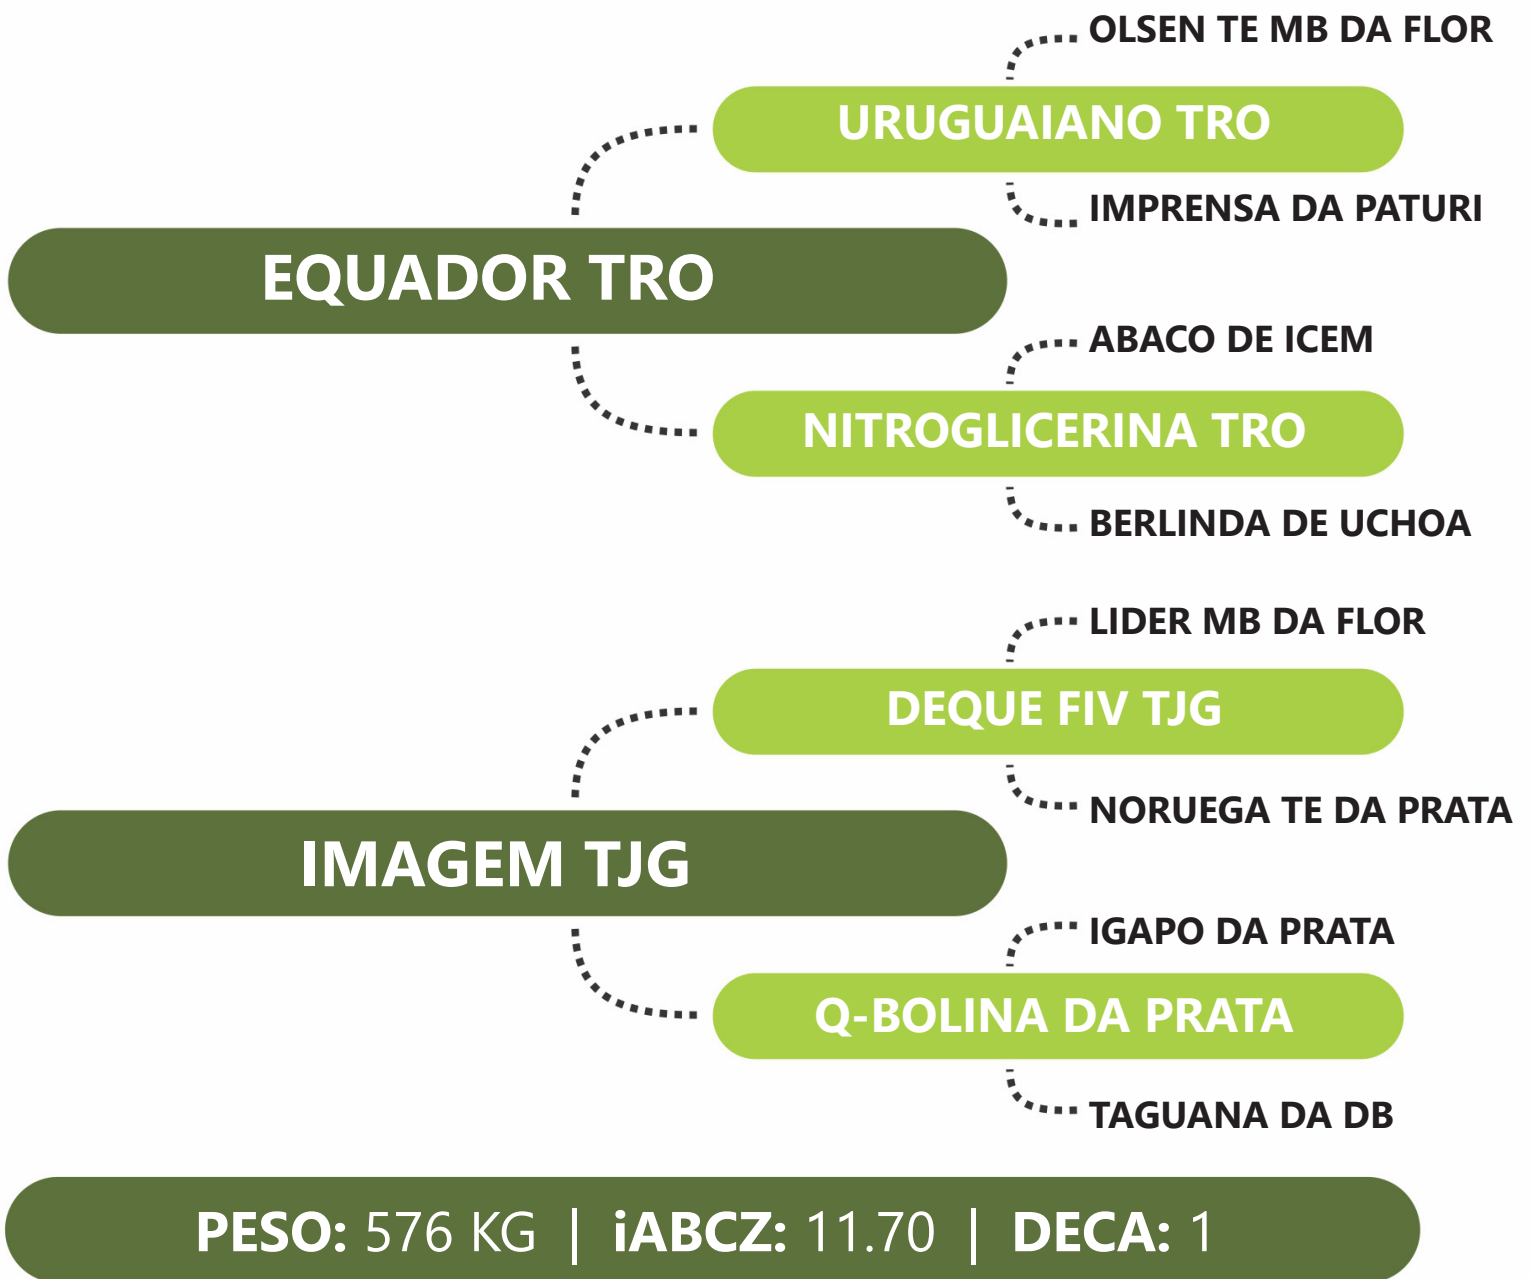 OLSEN TE MB DA FLOR
URUGUAIANO TRO
IMPRENSA DA PATURI
EQUADOR TRO
ABACO DE ICEM
NITROGLICERINA TRO
BERLINDA DE UCHOA
LIDER MB DA FLOR
DEQUE FIV TJG
NORUEGA TE DA PRATA
IMAGEM TJG
IGAPO DA PRATA
Q-BOLINA DA PRATA
TAGUANA DA DB
PESO: 576 KG | iABCZ: 11.70 | DECA: 1